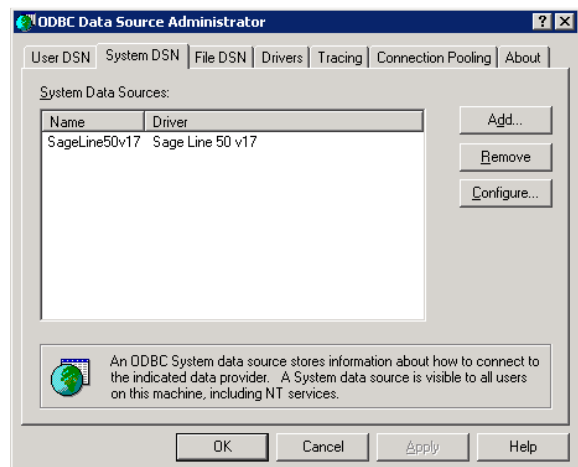 ODBC Data Source Administrator
User DSN System DSN File DSN Drivers Tracing Connection Pooling About
System Data Sources:
Name Driver
SageLine50v17 Sage Line 50 v17
Add...
Remove
Configure...
An ODBC System data source stores information about how to connect to
the indicated data provider. A System data source is visible to all users
on this machine, including NT services.
OK Cancel Apply Help